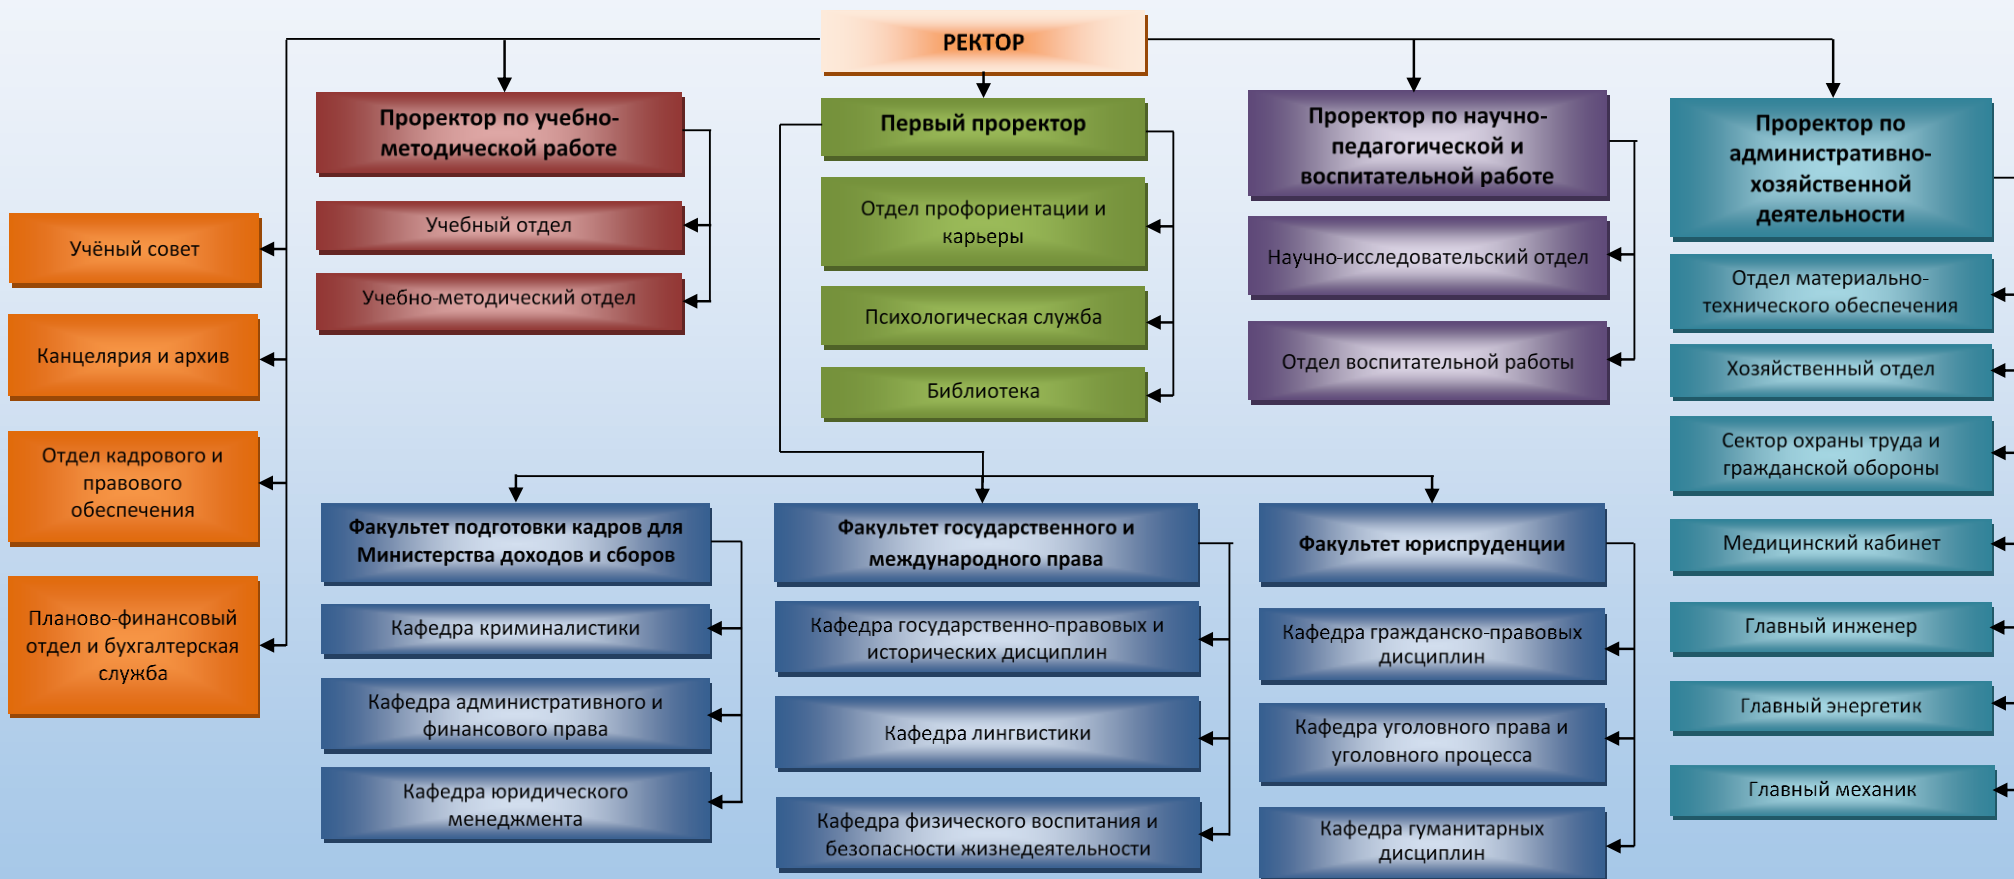 РЕКТОР
Проректор по учебно-
методической работе
Учебный отдел
Учебно-методический отдел
Первый проректор
Отдел профориентации и
карьеры
Психологическая служба
Библиотека
Проректор по научно-
педагогической и
воспитательной работе
Научно-исследовательский отдел
Отдел воспитательной работы
Проректор по
административно-
хозяйственной
деятельности
Отдел материально-
технического обеспечения
Хозяйственный отдел
Сектор охраны труда и
гражданской обороны
Медицинский кабинет
Главный инженер
Главный энергетик
Главный механик
Учёный совет
Канцелярия и архив
Отдел кадрового и
правового
обеспечения
Планово-финансовый
отдел и бухгалтерская
служба
Факультет подготовки кадров для
Министерства доходов и сборов
Кафедра криминалистики
Кафедра административного и
финансового права
Кафедра юридического
менеджмента
Факультет государственного и
международного права
Кафедра государственно-правовых и
исторических дисциплин
Кафедра лингвистики
Кафедра физического воспитания и
безопасности жизнедеятельности
Факультет юриспруденции
Кафедра гражданско-правовых
дисциплин
Кафедра уголовного права и
уголовного процесса
Кафедра гуманитарных
дисциплин